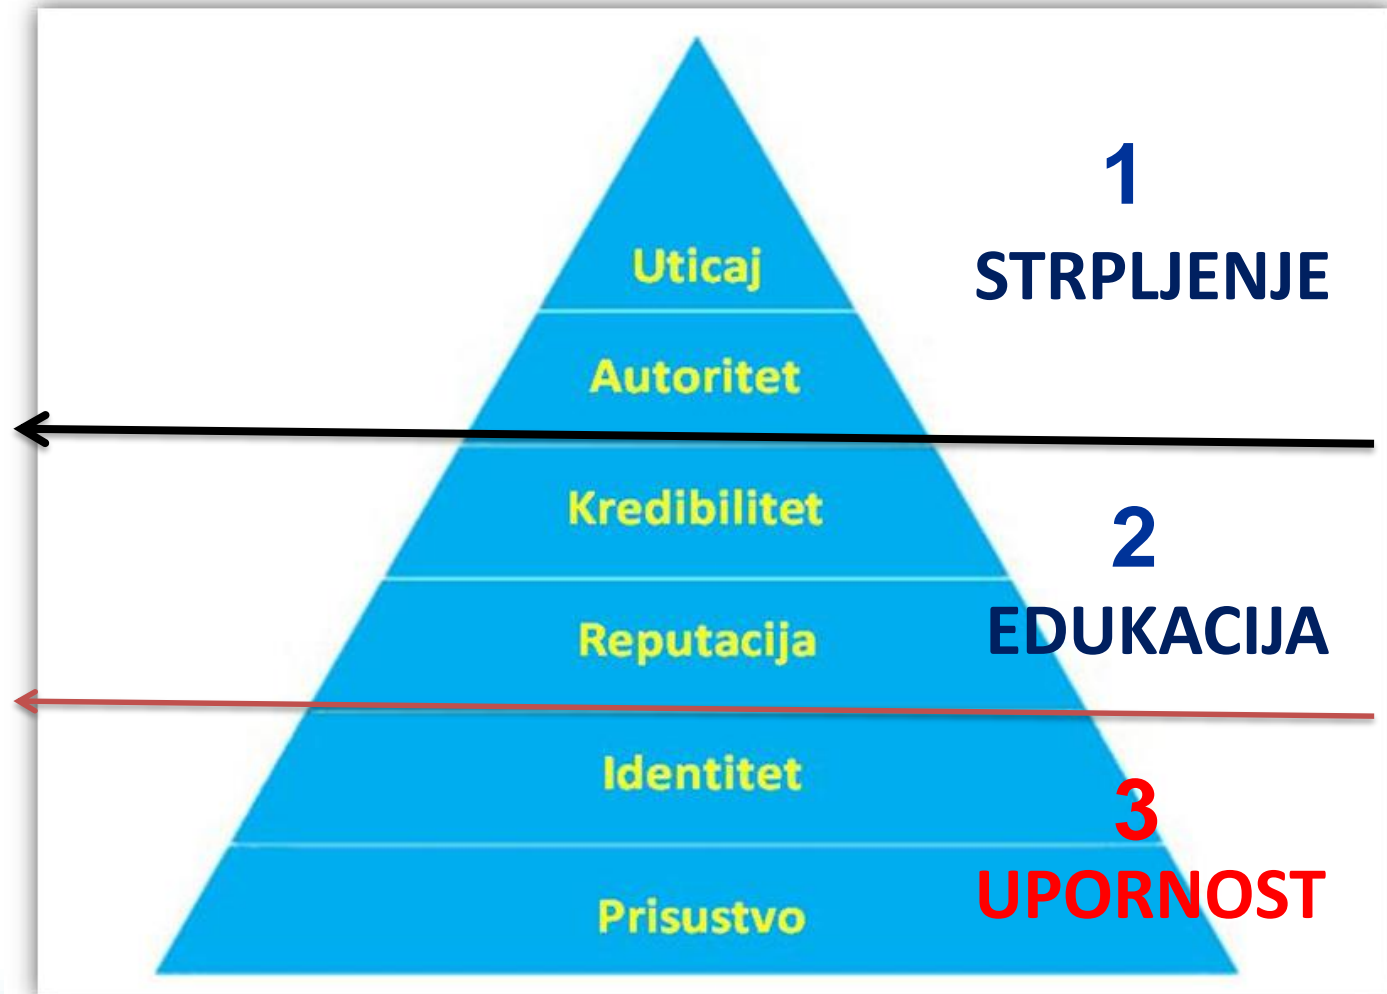 1
STRPLJENJE
Uticaj
Autoritet
Kredibilitet
2
EDUKACIJA
Reputacija
Identitet
3
UPORNOST
Prisustvo